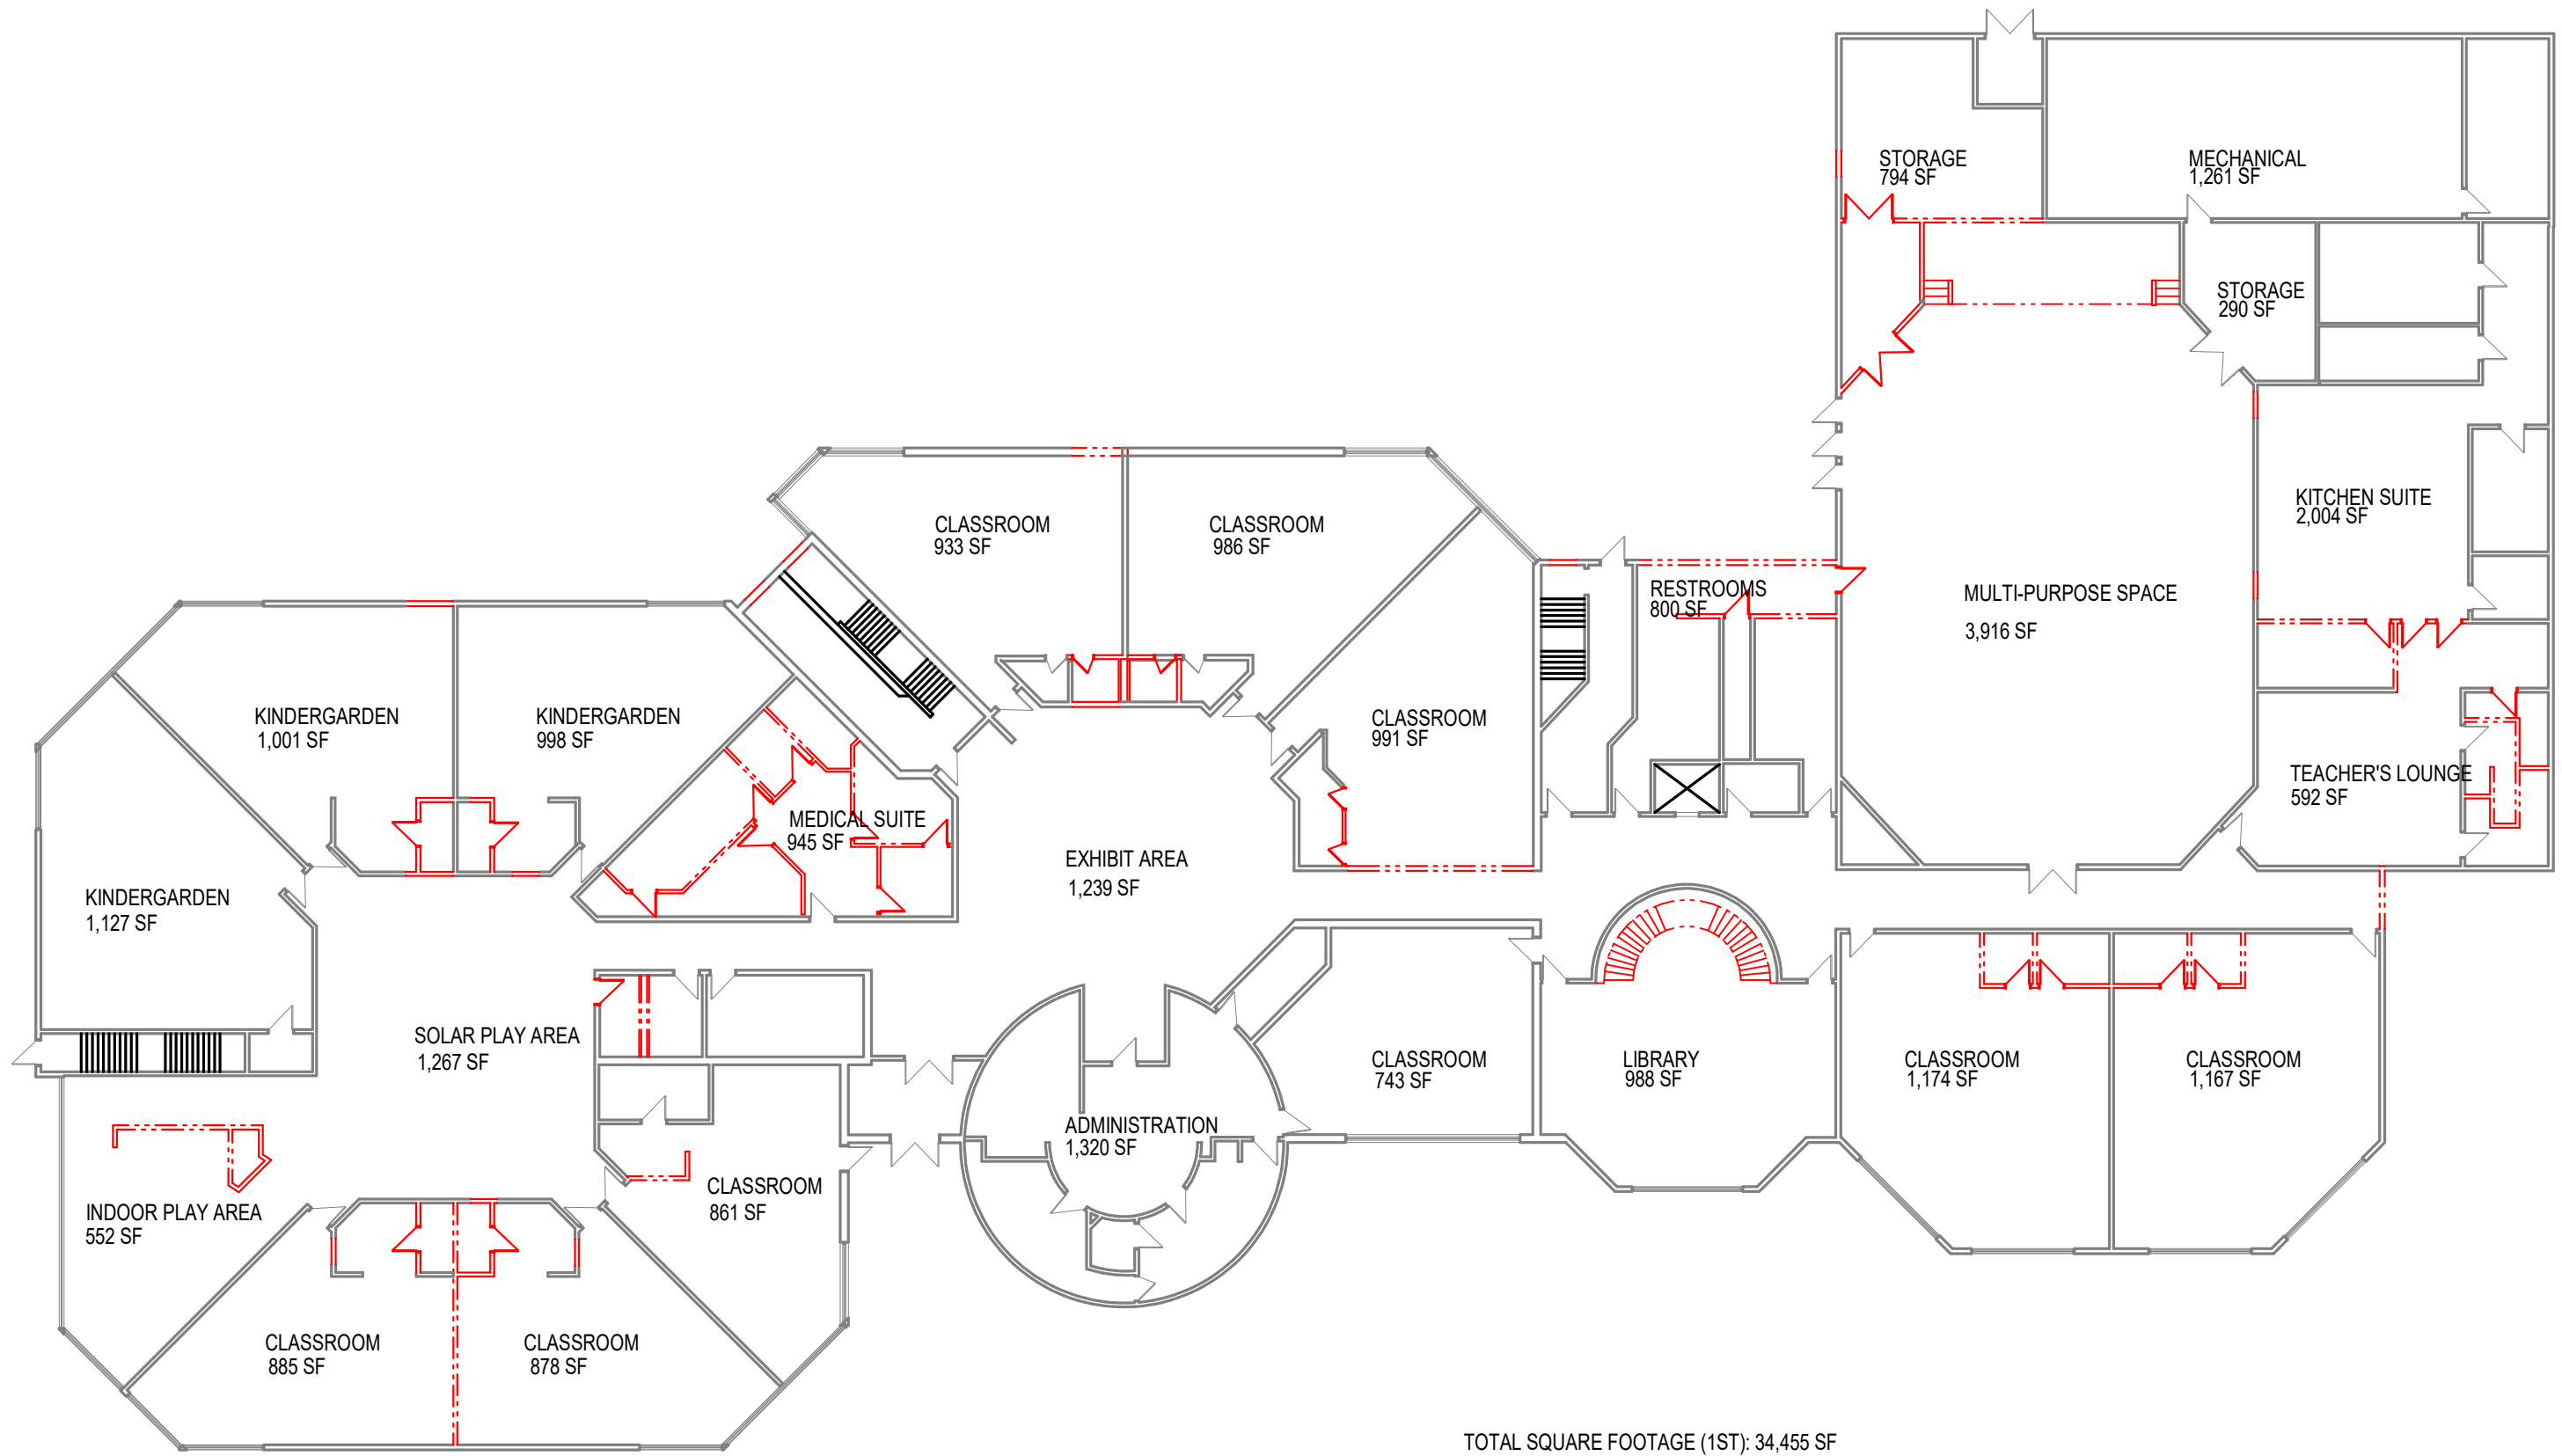 STORAGE
794 SF
MECHANICAL
1,261 SF
STORAGE
290 SF
CLASSROOM
933 SF
CLASSROOM
986 SF
KITCHEN SUITE
2,004 SF
RESTROOMS
800 SF
MULTI-PURPOSE SPACE
3,916 SF
KINDERGARDEN
1,001 SF
KINDERGARDEN
998 SF
CLASSROOM
991 SF
TEACHER'S LOUNGE
592 SF
MEDICAL SUITE
945 SF
EXHIBIT AREA
1,239 SF
KINDERGARDEN
1,127 SF
SOLAR PLAY AREA
1,267 SF
CLASSROOM
743 SF
LIBRARY
988 SF
CLASSROOM
1,174 SF
CLASSROOM
1,167 SF
ADMINISTRATION
1,320 SF
CLASSROOM
861 SF
INDOOR PLAY AREA
552 SF
CLASSROOM
885 SF
CLASSROOM
878 SF
TOTAL SQUARE FOOTAGE (1ST): 34,455 SF